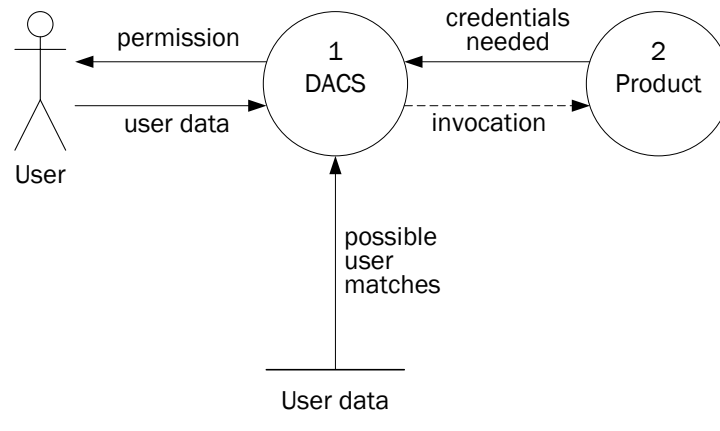 permission
user data
User
1
DACS
credentials
needed
invocation
2
Product
possible
user
matches
User data